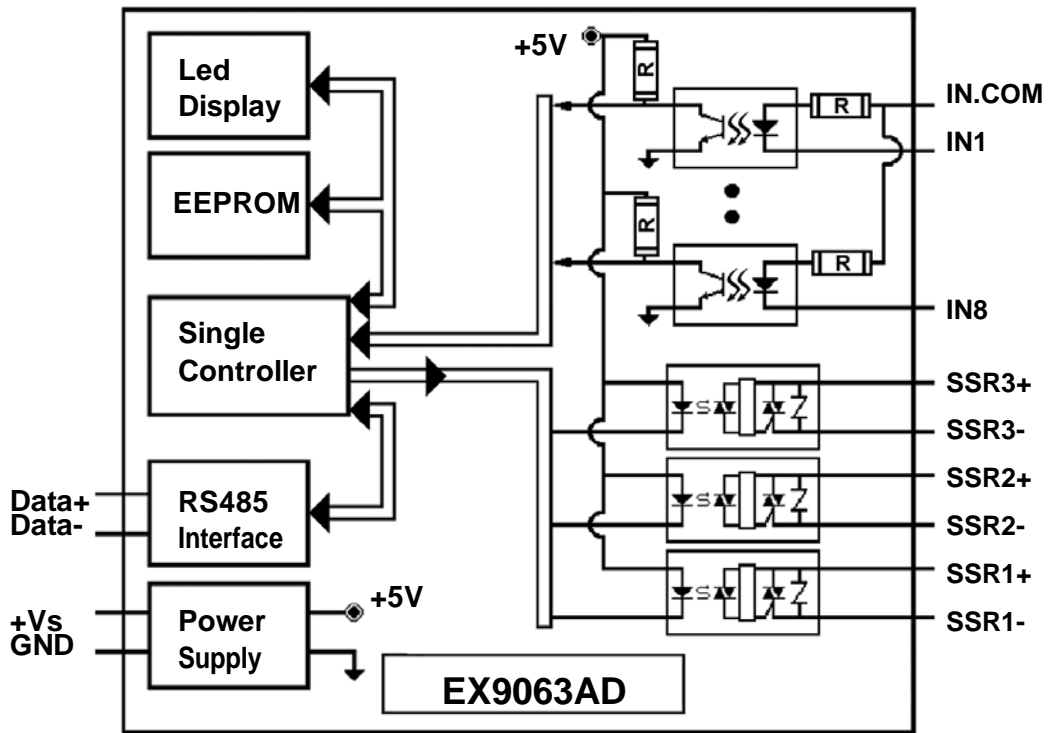 Led
Display
EEPROM
Single
Controller
RS485
Interface
Power
Supply
Data+
Data-
+Vs
GND
+5V
+5V
R
R
R
R
IN.COM
IN1
IN8
SSR3+
SSR3-
SSR2+
SSR2-
SSR1+
SSR1-
EX9063AD